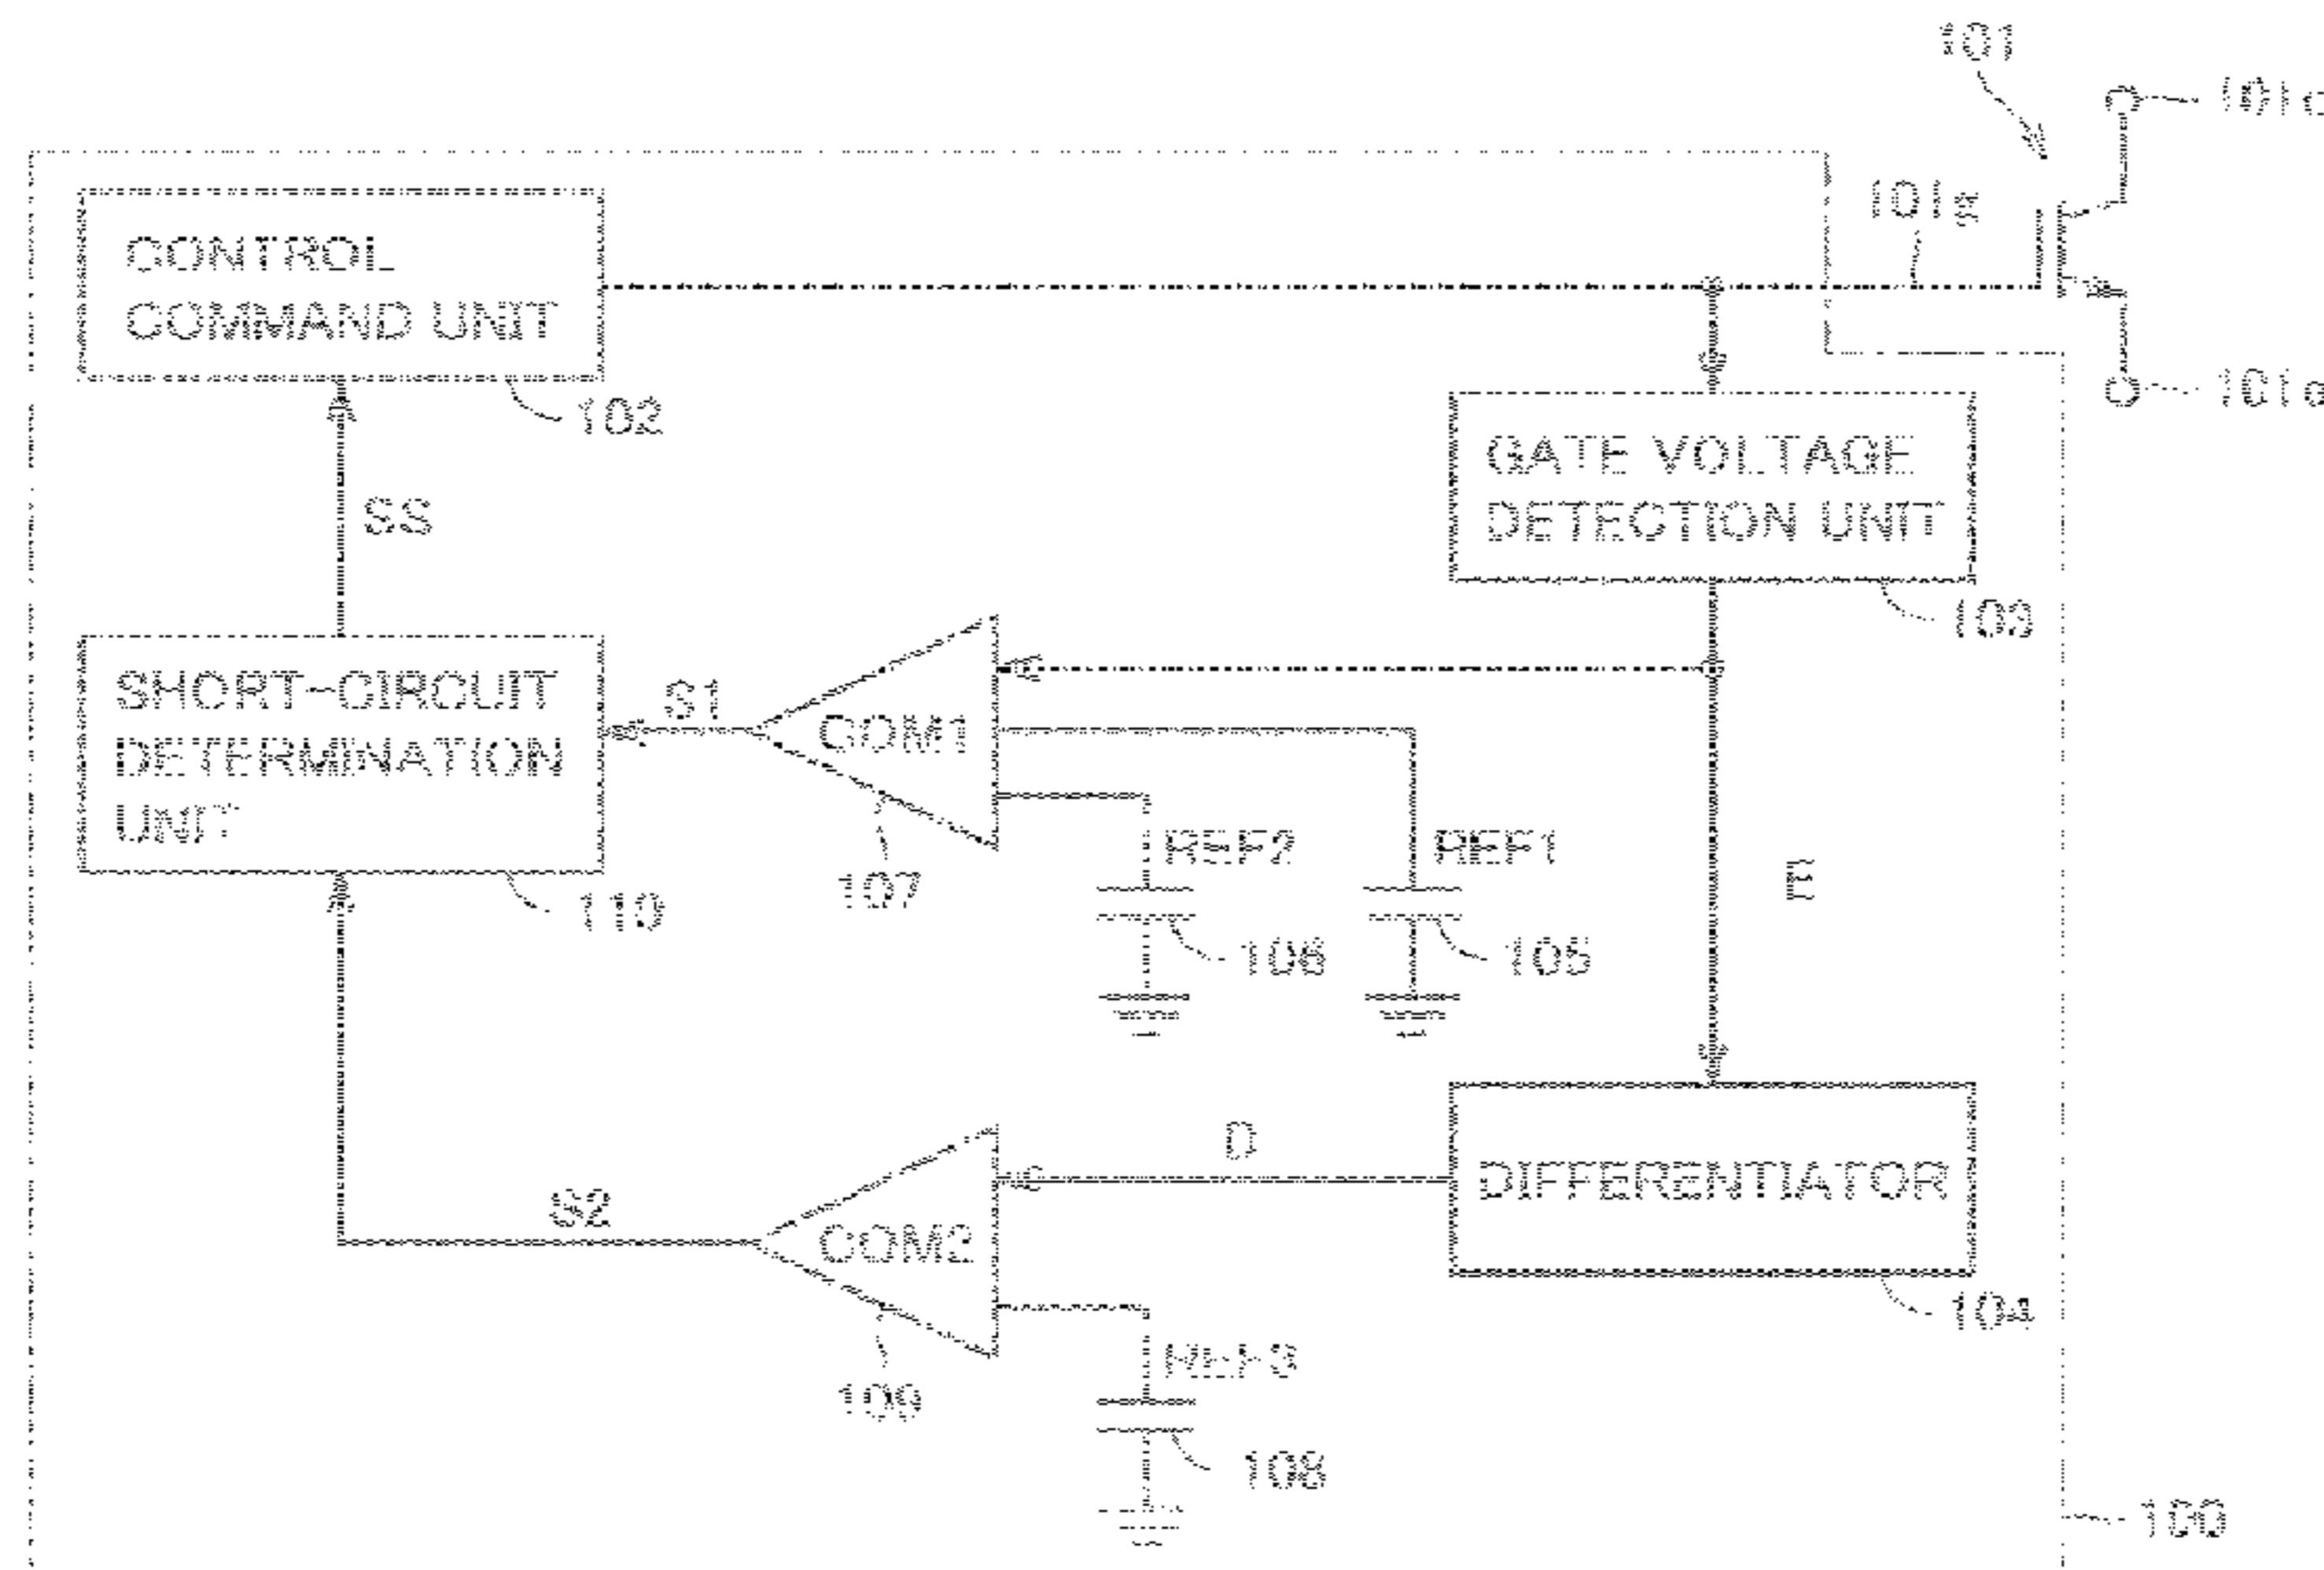 101
101c
101g
CONTROL
COMMAND UNIT
102
101e
GATE VOLTAGE
DETECTION UNIT
103
SS
SHORT-CIRCUIT
DETERMINATION
UNIT
110
S1
COM1
107
REF2
106
REF1
105
E
D
DIFFERENTIATOR
104
S2
COM2
109
REF3
108
100